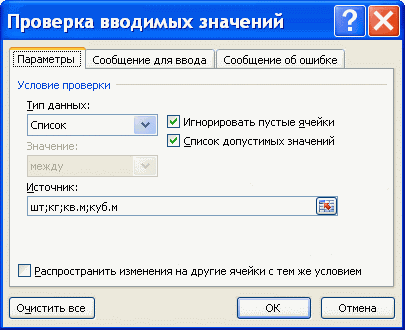 Проверка вводимых значений
Параметры Сообщение для ввода Сообщение об ошибке
Условие проверки
Тип данных:
Список Игнорировать пустые ячейки
Значение: Список допустимых значений
между
Источник:
шт;кг;кв.м;куб.м
Распространить изменения на другие ячейки с тем же условием
Очистить все ОК Отмена